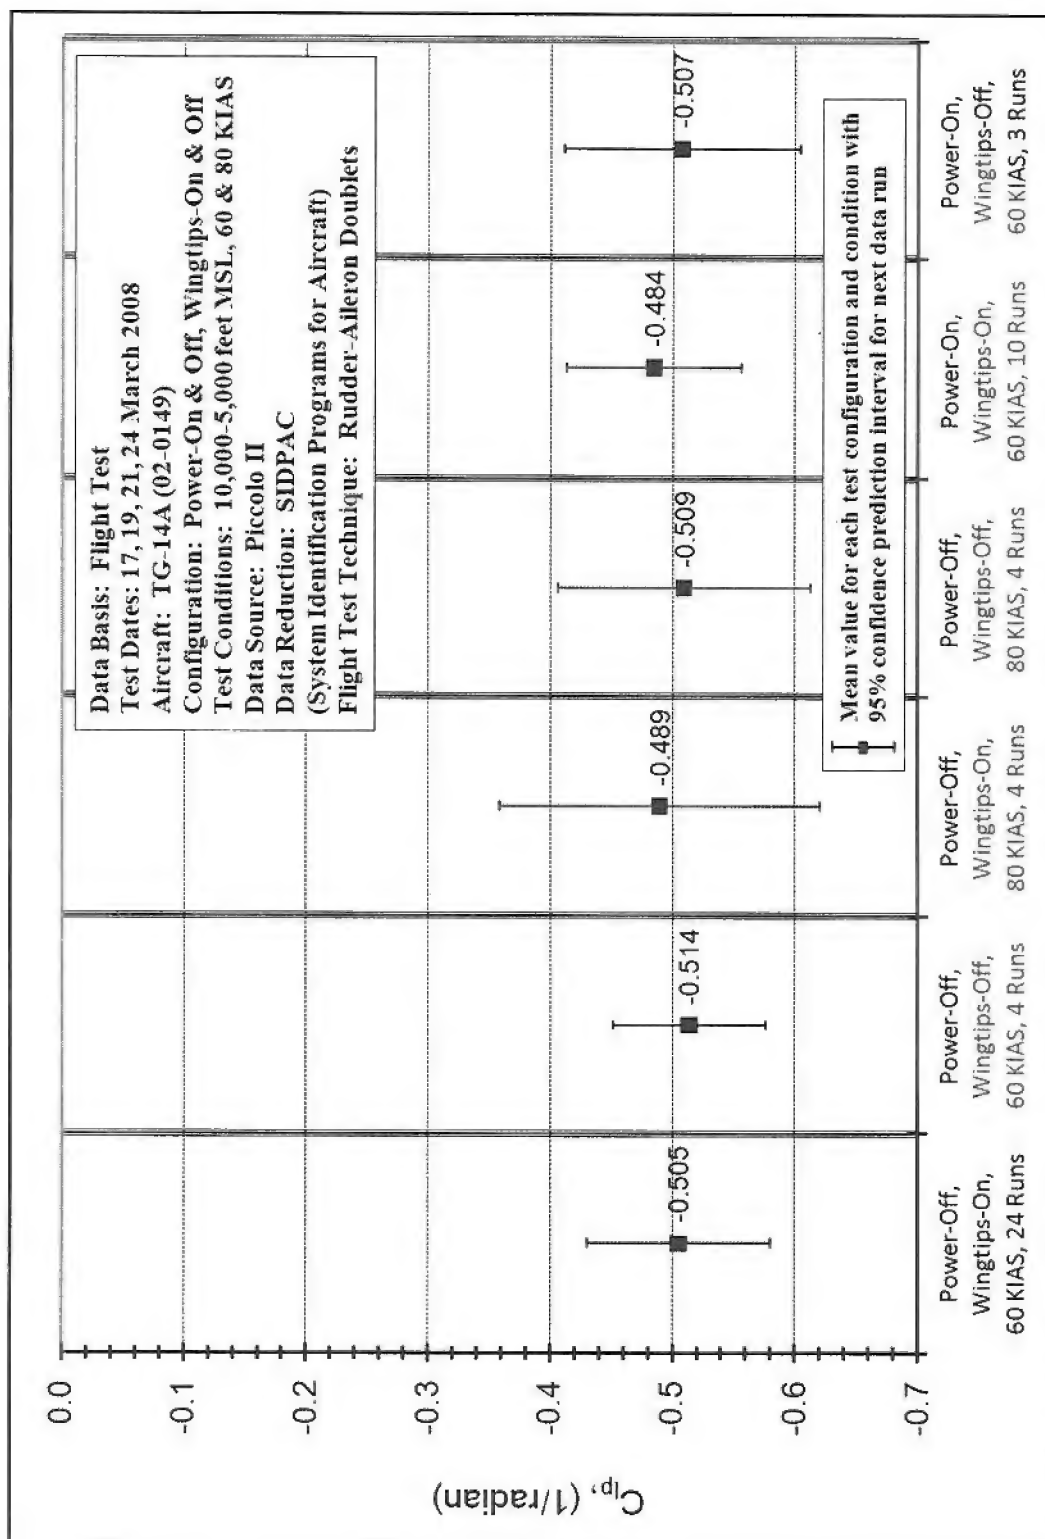 0.0
-0.1
-0.2
-0.3
-0.4
-0.5
-0.6
-0.7
Clp, (1/radian)
Data Basis: Flight Test
Test Dates: 17, 19, 21, 24 March 2008
Aircraft: TG-14A (02-0149)
Configuration: Power-On & Off, Wingtips-On & Off
Test Conditions: 10,000-5,000 feet MSL, 60 & 80 KIAS
Data Source: Piccolo II
Data Reduction: SIDPAC
(System Identification Programs for Aircraft)
Flight Test Technique: Rudder-Aileron Doublets
-0.505
-0.514
-0.489
-0.509
-0.484
-0.507
Mean value for each test configuration and condition with
95% confidence prediction interval for next data run
Power-Off,
Wingtips-On,
60 KIAS, 24 Runs
Power-Off,
Wingtips-Off,
60 KIAS, 4 Runs
Power-Off,
Wingtips-On,
80 KIAS, 4 Runs
Power-Off,
Wingtips-Off,
80 KIAS, 4 Runs
Power-On,
Wingtips-On,
60 KIAS, 10 Runs
Power-On,
Wingtips-Off,
60 KIAS, 3 Runs